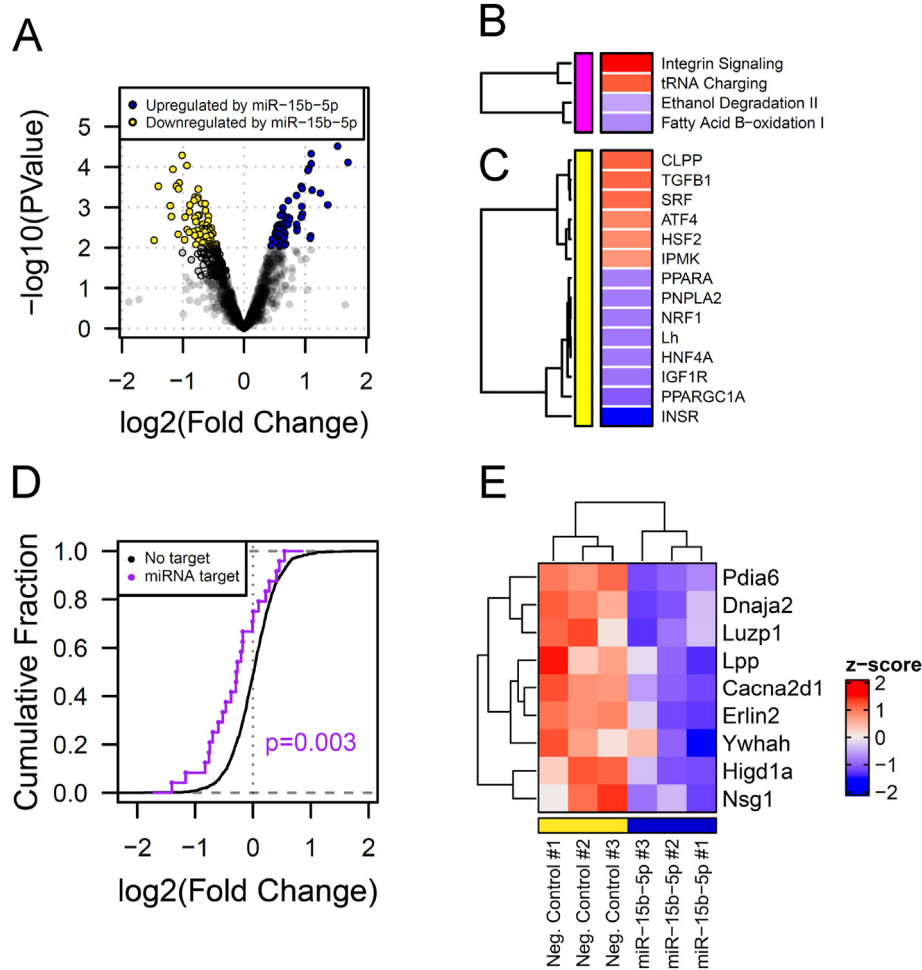 A
Upregulated by miR−15b−5p
Downregulated by miR−15b−5p
−log10(PValue)
5
4
3
2
1
0
−2 −1 0 1 2
log2(Fold Change)
B
Integrin Signaling
tRNA Charging
Ethanol Degradation II
Fatty Acid B−oxidation I
C
CLPP
TGFB1
SRF
ATF4
HSF2
IPMK
PPARA
PNPLA2
NRF1
Lh
HNF4A
IGF1R
PPARGC1A
INSR
D
No target
miRNA target
Cumulative Fraction
1.0
0.8
0.6
0.4
0.2
0.0
p=0.003
−2 −1 0 1 2
log2(Fold Change)
E
Pdia6
Dnaja2
Luzp1
Lpp
Cacna2d1
Erlin2
Ywhah
Higd1a
Nsg1
Neg. Control #1
Neg. Control #2
Neg. Control #3
miR−15b−5p #3
miR−15b−5p #2
miR−15b−5p #1
z−score
2
1
0
−1
−2